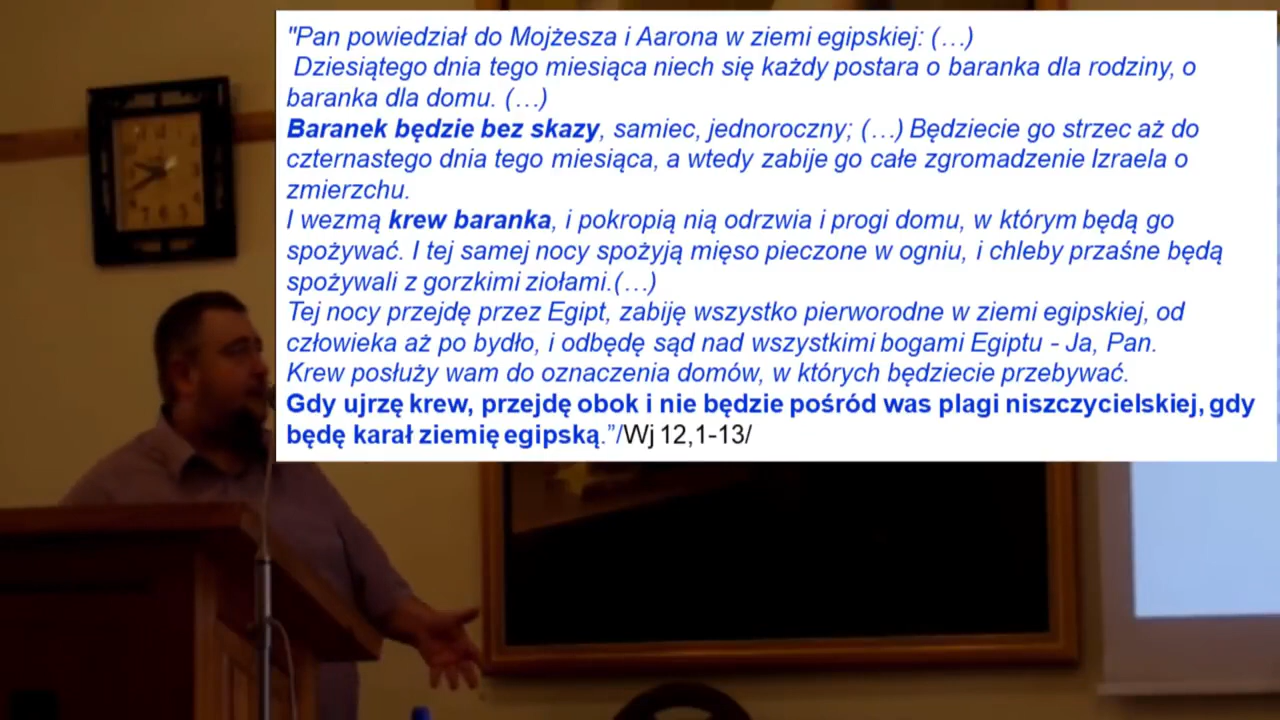 "Pan powiedział do Mojżesza i Aarona w ziemi egipskiej: (…)
Dziesiątego dnia tego miesiąca niech się każdy postara o baranka dla rodziny, o
baranka dla domu. (…)
Baranek będzie bez skazy, samiec, jednoroczny; (…) Będziecie go strzec aż do
czternastego dnia tego miesiąca, a wtedy zabije go całe zgromadzenie Izraela o
zmierzchu.
I wezmą krew baranka, i pokropią nią odrzwia i progi domu, w którym będą go
spożywać. I tej samej nocy spożyją mięso pieczone w ogniu, i chleby przaśne będą
spożywali z gorzkimi ziołami.(…)
Tej nocy przejdę przez Egipt, zabiję wszystko pierworodne w ziemi egipskiej, od
człowieka aż po bydło, i odbędę sąd nad wszystkimi bogami Egiptu - Ja, Pan.
Krew posłuży wam do oznaczenia domów, w których będziecie przebywać.
Gdy ujrzę krew, przejdę obok i nie będzie pośród was plagi niszczycielskiej, gdy
będę karał ziemię egipską.”/Wj 12,1-13/